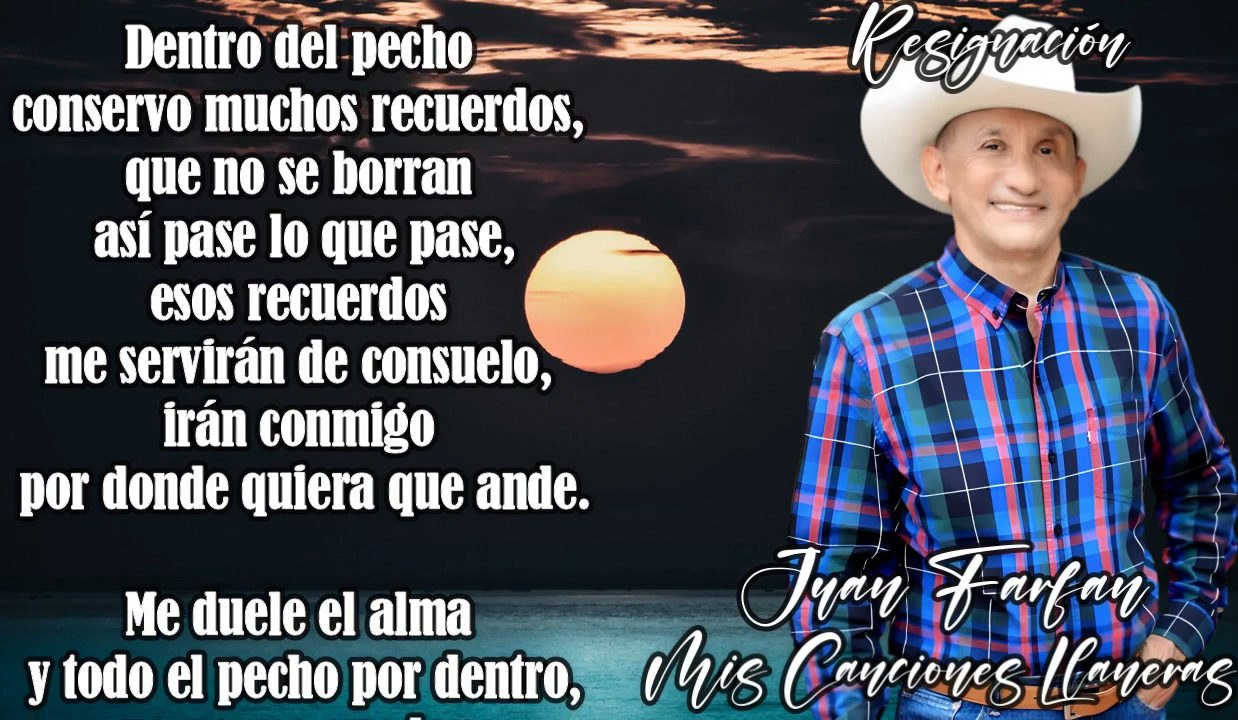 Dentro del pecho
conservo muchos recuerdos,
que no se borran
así pase lo que pase,
esos recuerdos
me servirán de consuelo,
irán conmigo
por donde quiera que ande.
Me duele el alma
y todo el pecho por dentro,
Resignación
Juan Farfan
Mis Canciones Llaneras